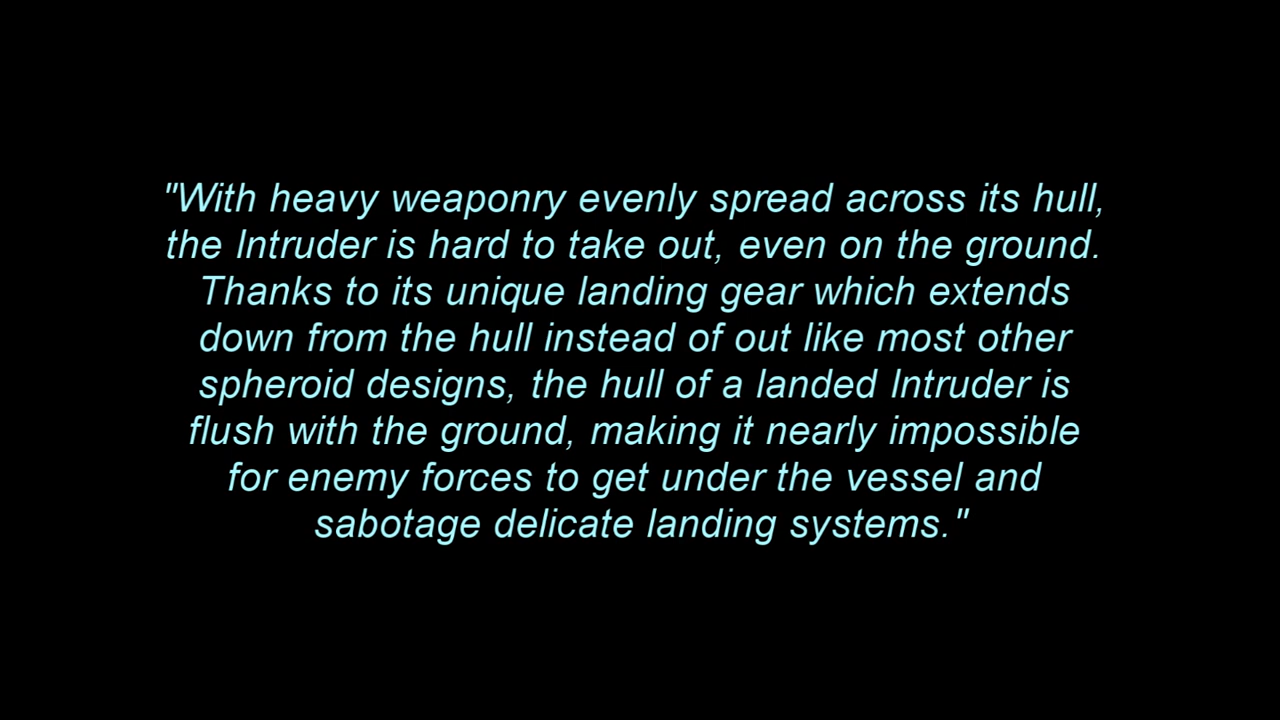 "With heavy weaponry evenly spread across its hull,
the Intruder is hard to take out, even on the ground.
Thanks to its unique landing gear which extends
down from the hull instead of out like most other
spheroid designs, the hull of a landed Intruder is
flush with the ground, making it nearly impossible
for enemy forces to get under the vessel and
sabotage delicate landing systems."